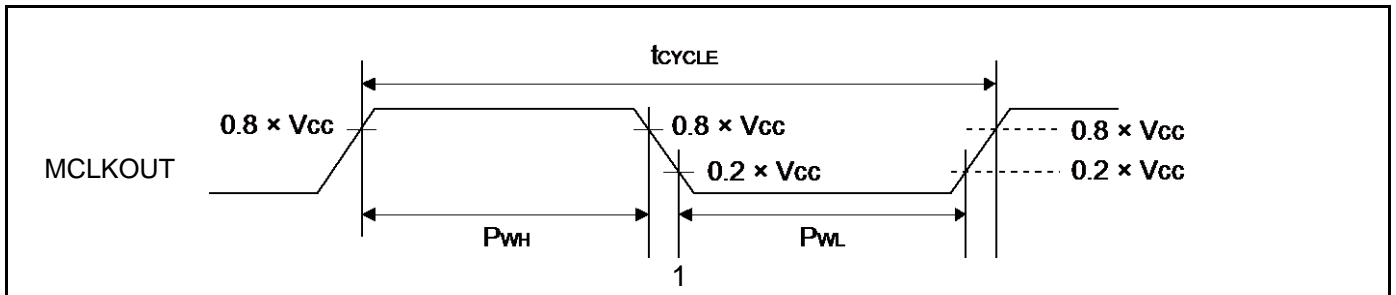 tCYCLE
0.8 × Vcc
0.8 × Vcc
0.8 × Vcc
MCLKOUT
0.2 × Vcc
0.2 × Vcc
PWH
PWL
1